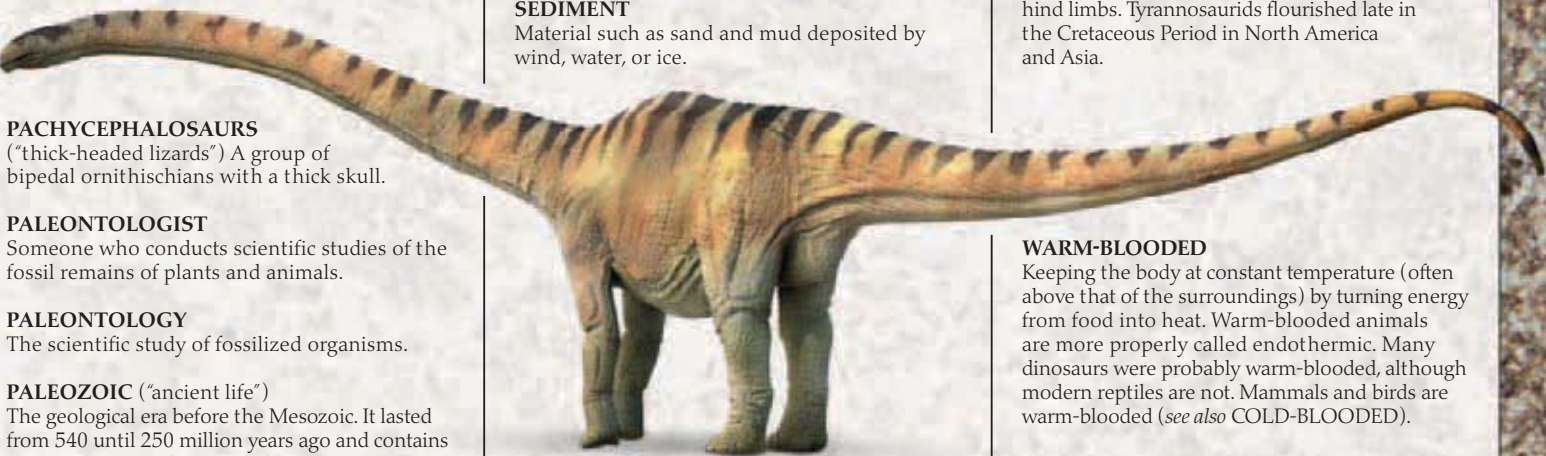 PACHYCEPHALOSAURS
(“thick-headed lizards”) A group of
bipedal ornithischians with a thick skull.
PALEONTOLOGIST
Someone who conducts scientific studies of the
fossil remains of plants and animals.
PALEONTOLOGY
The scientific study of fossilized organisms.
PALEOZOIC (“ancient life”)
The geological era before the Mesozoic. It lasted
from 540 until 250 million years ago and contains
SEDIMENT
Material such as sand and mud deposited by
wind, water, or ice.
hind limbs. Tyrannosaurids flourished late in
the Cretaceous Period in North America
and Asia.
WARM-BLOODED
Keeping the body at constant temperature (often
above that of the surroundings) by turning energy
from food into heat. Warm-blooded animals
are more properly called endothermic. Many
dinosaurs were probably warm-blooded, although
modern reptiles are not. Mammals and birds are
warm-blooded (see also COLD-BLOODED).